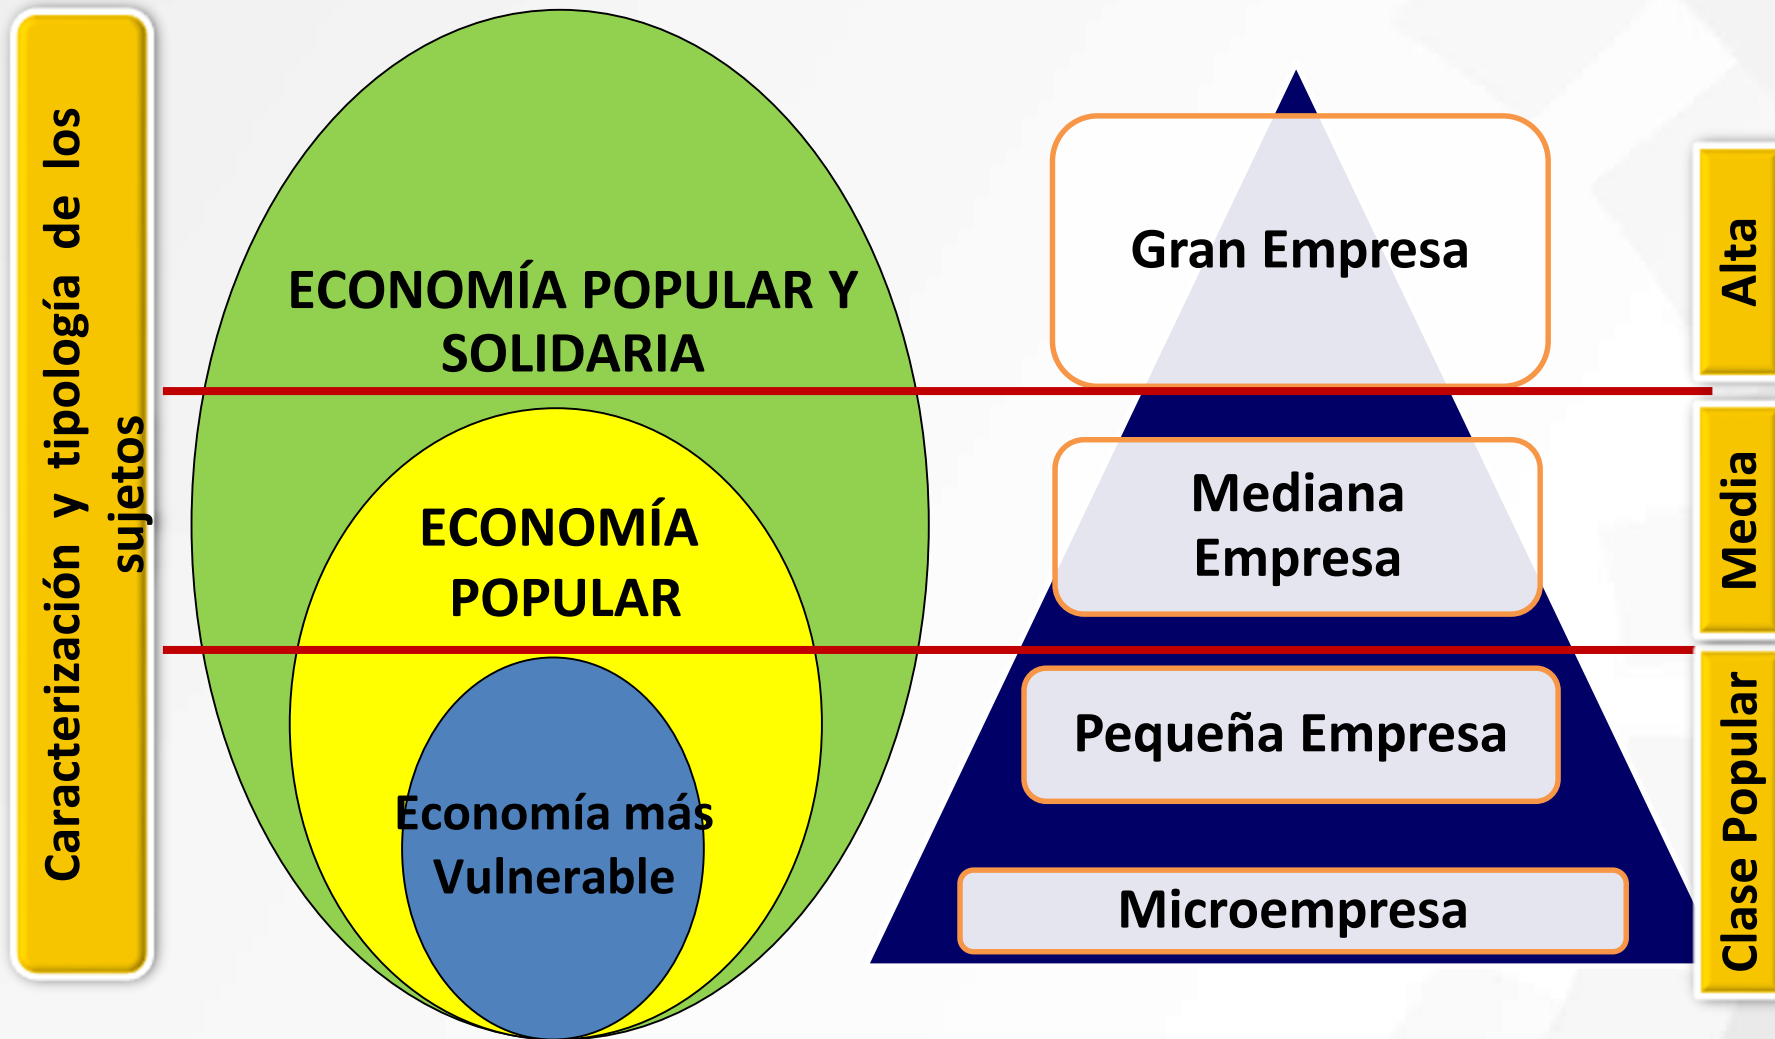 Caracterización y tipología de los
sujetos
ECONOMÍA POPULAR Y
SOLIDARIA
ECONOMÍA
POPULAR
Economía más
Vulnerable
Gran Empresa
Mediana
Empresa
Pequeña Empresa
Microempresa
Alta
Media
Clase Popular